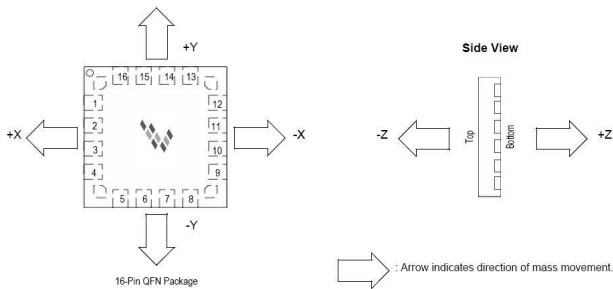 +Y
Side View
16 15 14 13
1
2
3
4
12
11
10
9
5 6 7 8
+X
-X
-Y
16-Pin QFN Package
-Z
Top
Bottom
+Z
: Arrow indicates direction of mass movement.